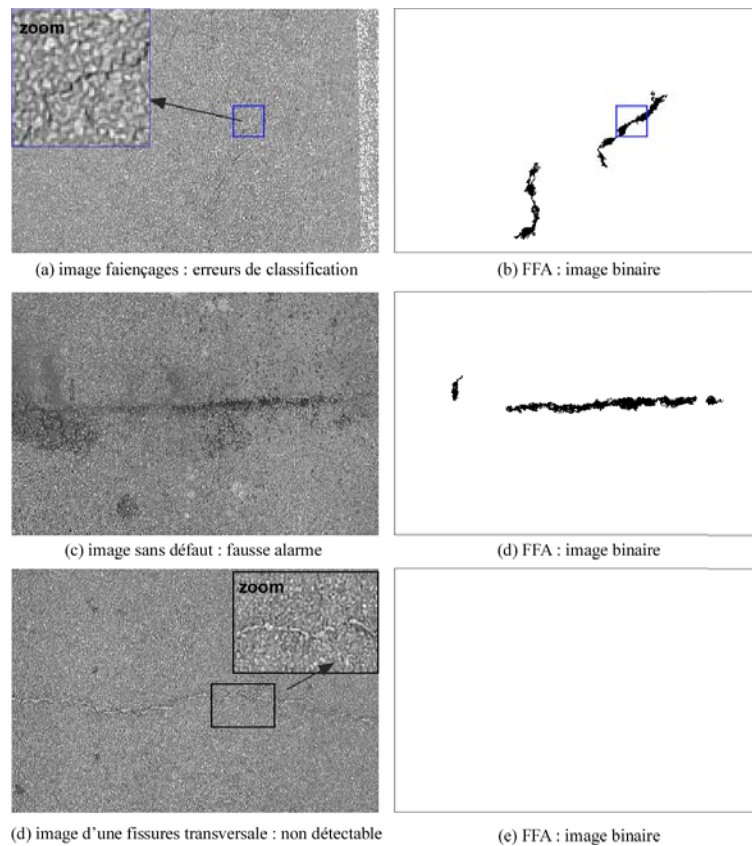 zoom
(a) image faïençages : erreurs de classification
(b) FFA : image binaire
(c) image sans défaut : fausse alarme
(d) FFA : image binaire
zoom
(d) image d'une fissures transversale : non détectable
(e) FFA : image binaire